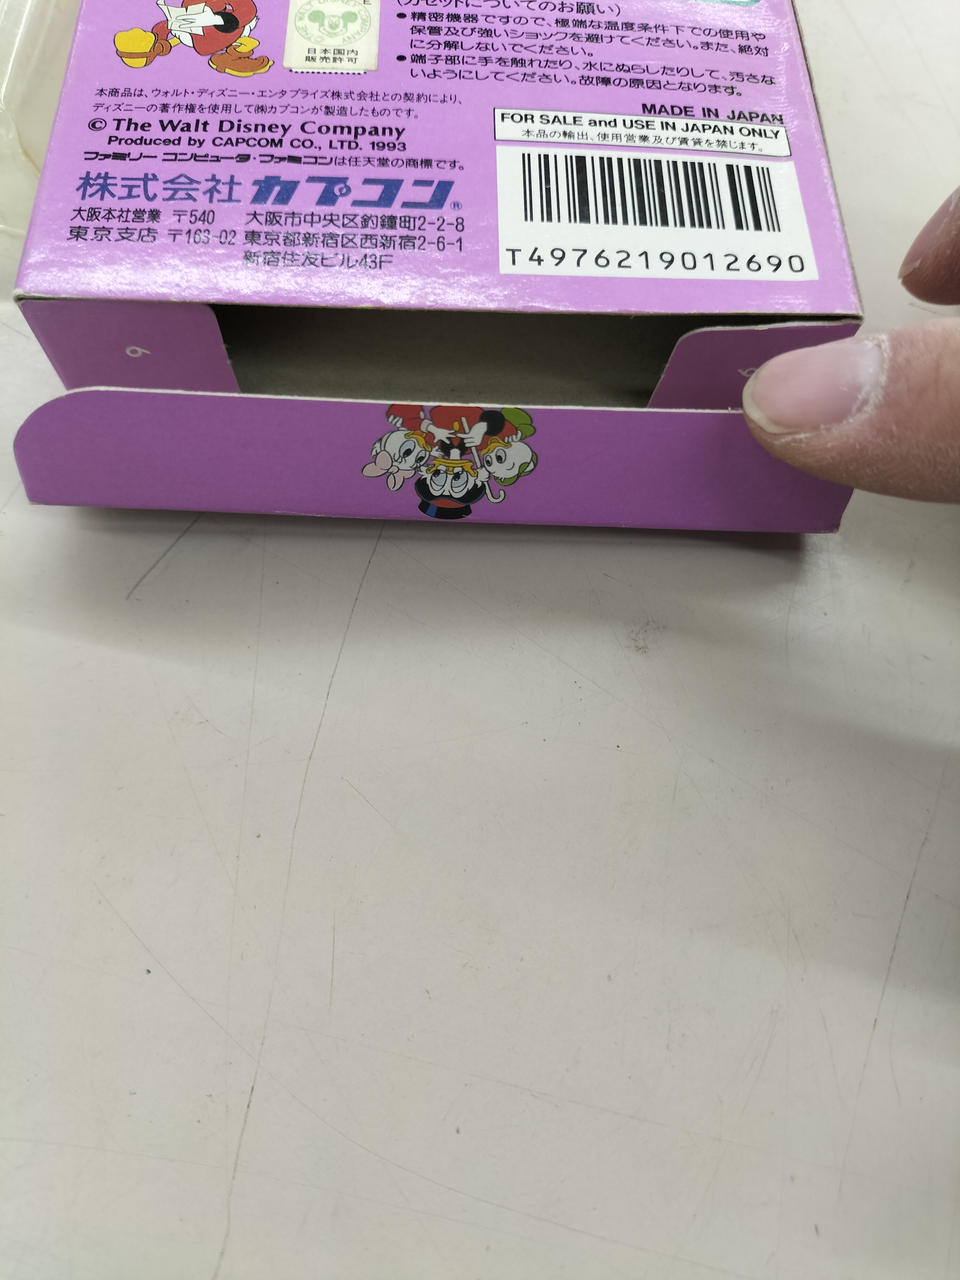 (カセットについてのお願い)
●精密機器ですので、極端な温度条件下での使用や
保管及び強いショックを避けてください。また、絶対
に分解しないでください。
●端子部に手を触れたり、水にぬらしたりして、汚さな
いようにしてください。故障の原因となります。
日本国内
販売許可
本商品は、ウォルト・ディズニー・エンタプライズ株式会社との契約により、
ディズニーの著作権を使用して㈱カプコンが製造したものです。
© The Walt Disney Company
Produced by CAPCOM CO., LTD. 1993
ファミリー コンピュータ・ファミコンは任天堂の商標です。
株式会社 カプコン®
大阪本社営業 〒540 大阪市中央区釣鐘町2-2-8
東京支店 〒163-02 東京都新宿区西新宿2-6-1
新宿住友ビル43F
MADE IN JAPAN
FOR SALE and USE IN JAPAN ONLY
本品の輸出、使用営業及び賃貸を禁じます。
T4976219012690